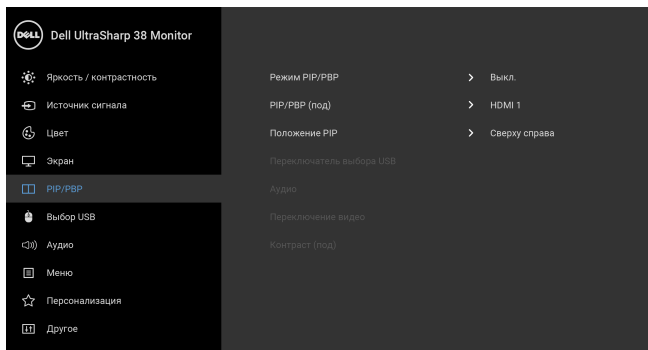 DELL Dell UltraSharp 38 Monitor
Яркость / контрастность
Источник сигнала
Цвет
Экран
PIP/PBP
Выбор USB
Аудио
Меню
Персонализация
Другое
Режим PIP/PBP Выкл.
PIP/PBP (под) HDMI 1
Положение PIP Сверху справа
Переключатель выбора USB
Аудио
Переключение видео
Контраст (под)